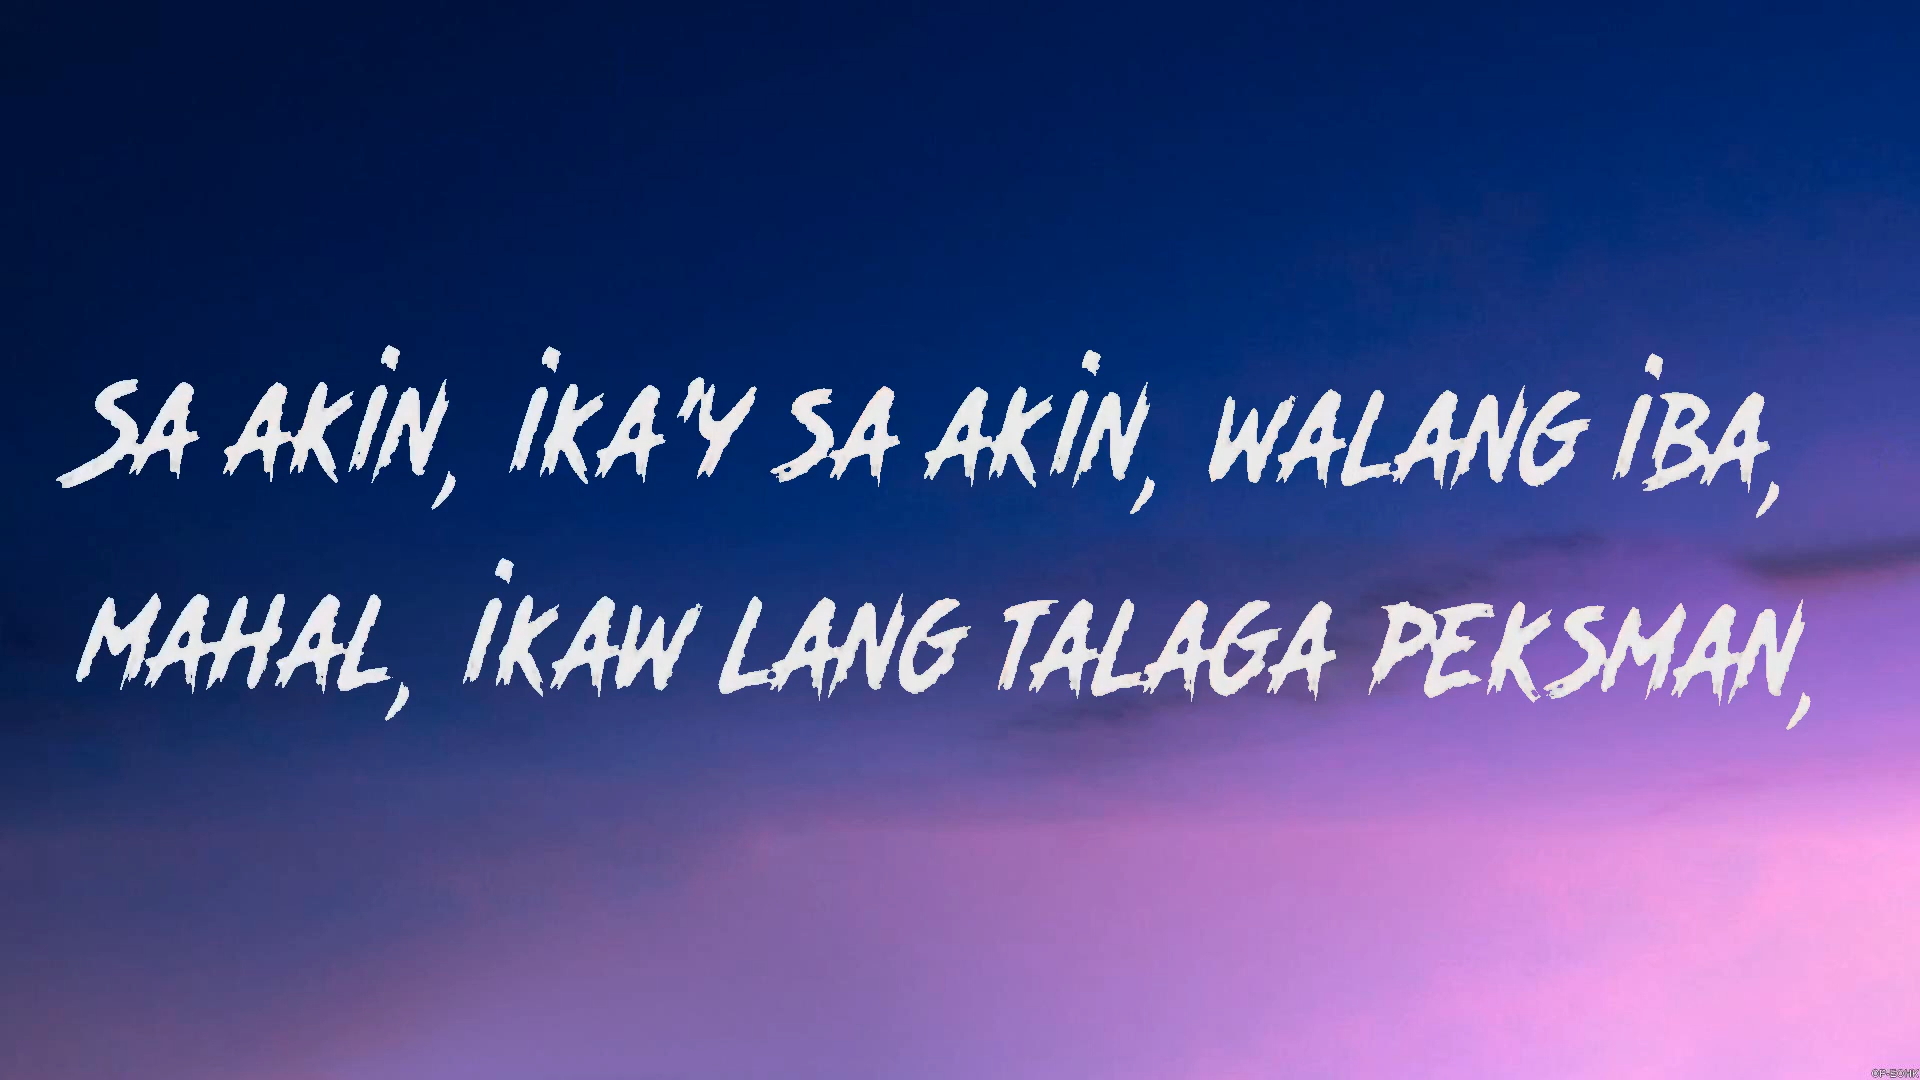 SA AKIN, IKA'Y SA AKIN, WALANG IBA,
MAHAL, IKAW LANG TALAGA PEKSMAN,